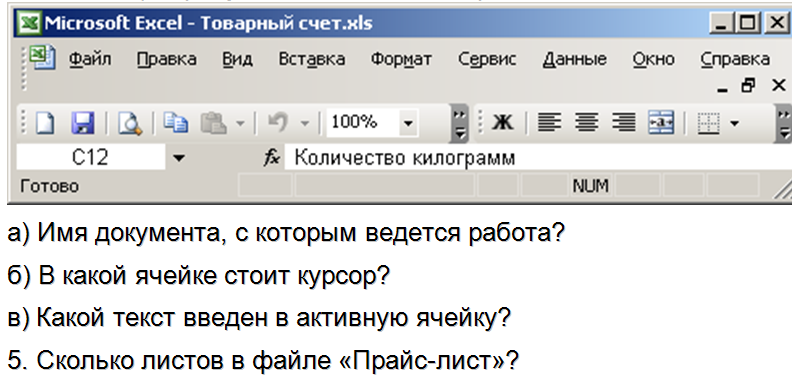 Microsoft Excel - Товарный счет.xls
Файл Правка Вид Вставка Формат Сервис Данные Окно Справка
100% Ж
C12 fx Количество килограмм
Готово NUM
а) Имя документа, с которым ведется работа?
б) В какой ячейке стоит курсор?
в) Какой текст введен в активную ячейку?
5. Сколько листов в файле «Прайс-лист»?